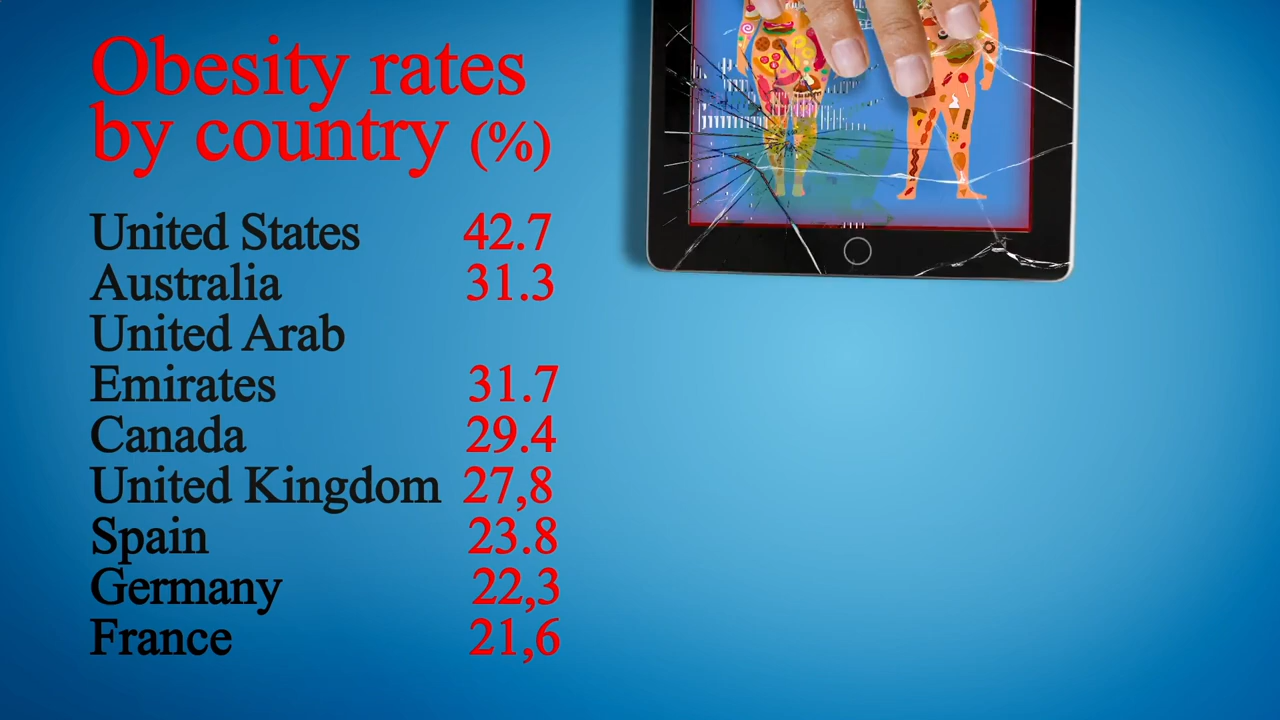 Obesity rates
by country (%)
United States 42.7
Australia 31.3
United Arab
Emirates 31.7
Canada 29.4
United Kingdom 27,8
Spain 23.8
Germany 22,3
France 21,6